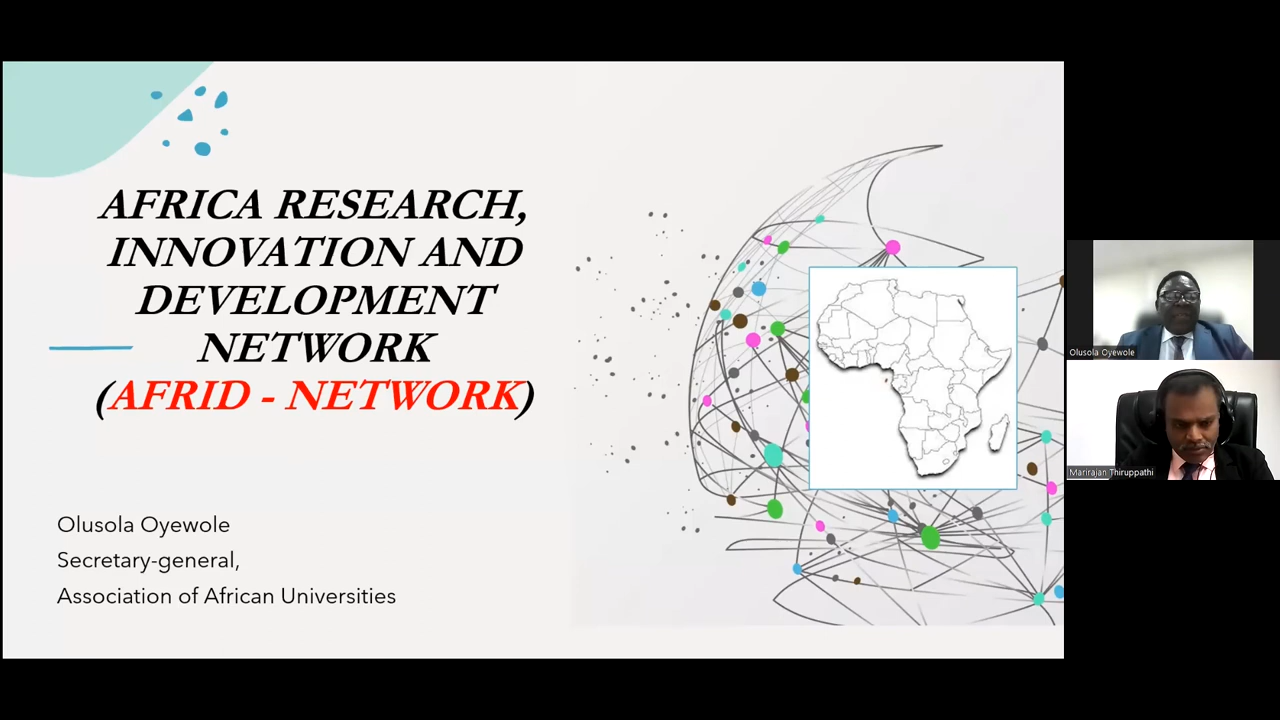 AFRICA RESEARCH,
INNOVATION AND
DEVELOPMENT
NETWORK
(AFRID - NETWORK)
Olusola Oyewole
Secretary-general,
Association of African Universities
Olusola Oyewole
Marirajan Thiruppathi